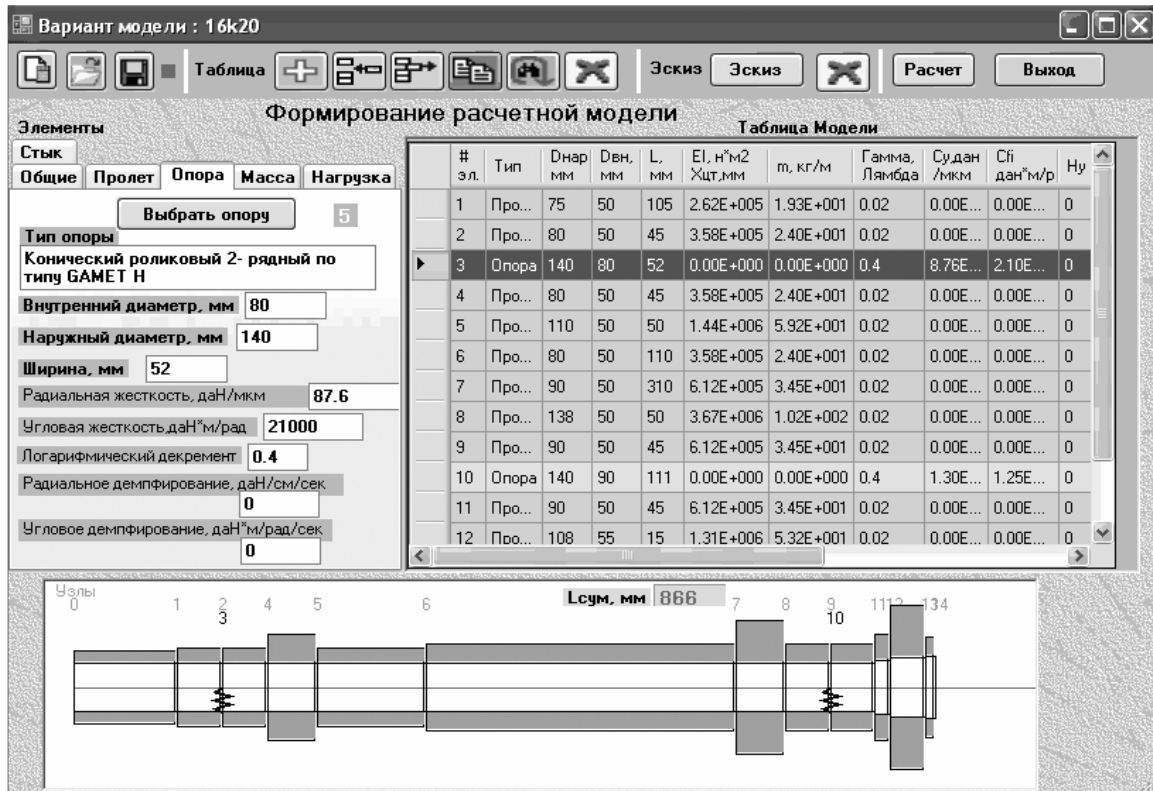 Вариант модели : 16k20
Таблица Эскиз Эскиз Расчет Выход
Формирование расчетной модели
Элементы
Таблица Модели
Стык
Общие Пролет Опора Масса Нагрузка
Выбрать опору 5
Тип опоры
Конический роликовый 2- рядный по
типу GAMET H
Внутренний диаметр, мм 80
Наружный диаметр, мм 140
Ширина, мм 52
Радиальная жесткость, даН/мкм 87.6
Угловая жесткость,даН*м/рад 21000
Логарифмический декремент 0.4
Радиальное демпфирование, даН/см/сек
0
Угловое демпфирование, даН*м/рад/сек
0
# эл. Тип Dнар мм Dвн, мм L, мм EI, н*м2 Xцт,мм m, кг/м Гамма, Лямбда Cу,дан /мкм Cfi дан*м/р Hy
1 Про... 75 50 105 2.62E+005 1.93E+001 0.02 0.00E... 0.00E... 0
2 Про... 80 50 45 3.58E+005 2.40E+001 0.02 0.00E... 0.00E... 0
3 Опора 140 80 52 0.00E+000 0.00E+000 0.4 8.76E... 2.10E... 0
4 Про... 80 50 45 3.58E+005 2.40E+001 0.02 0.00E... 0.00E... 0
5 Про... 110 50 50 1.44E+006 5.92E+001 0.02 0.00E... 0.00E... 0
6 Про... 80 50 110 3.58E+005 2.40E+001 0.02 0.00E... 0.00E... 0
7 Про... 90 50 310 6.12E+005 3.45E+001 0.02 0.00E... 0.00E... 0
8 Про... 138 50 50 3.67E+006 1.02E+002 0.02 0.00E... 0.00E... 0
9 Про... 90 50 45 6.12E+005 3.45E+001 0.02 0.00E... 0.00E... 0
10 Опора 140 90 111 0.00E+000 0.00E+000 0.4 1.30E... 1.25E... 0
11 Про... 90 50 45 6.12E+005 3.45E+001 0.02 0.00E... 0.00E... 0
12 Про... 108 55 15 1.31E+006 5.32E+001 0.02 0.00E... 0.00E... 0
Узлы
Lсум, мм 866
0 1 2 4 5 6 7 8 9 11 12 13 14
3 10